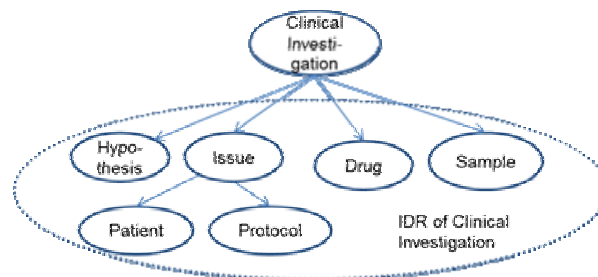 Clinical
Investi-
gation
Hypo-
thesis
Issue
Drug
Sample
Patient
Protocol
IDR of Clinical
Investigation